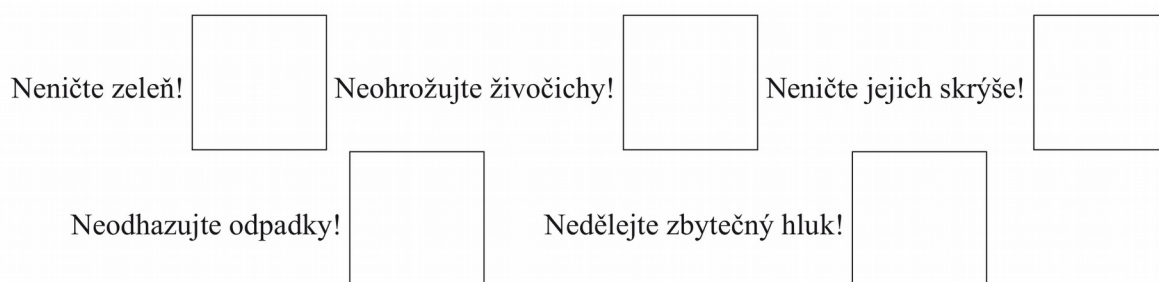 Neničte zeleň! Neohrožujte živočichy! Neničte jejich skrýše!
Neodhazujte odpadky! Nedělejte zbytečný hluk!